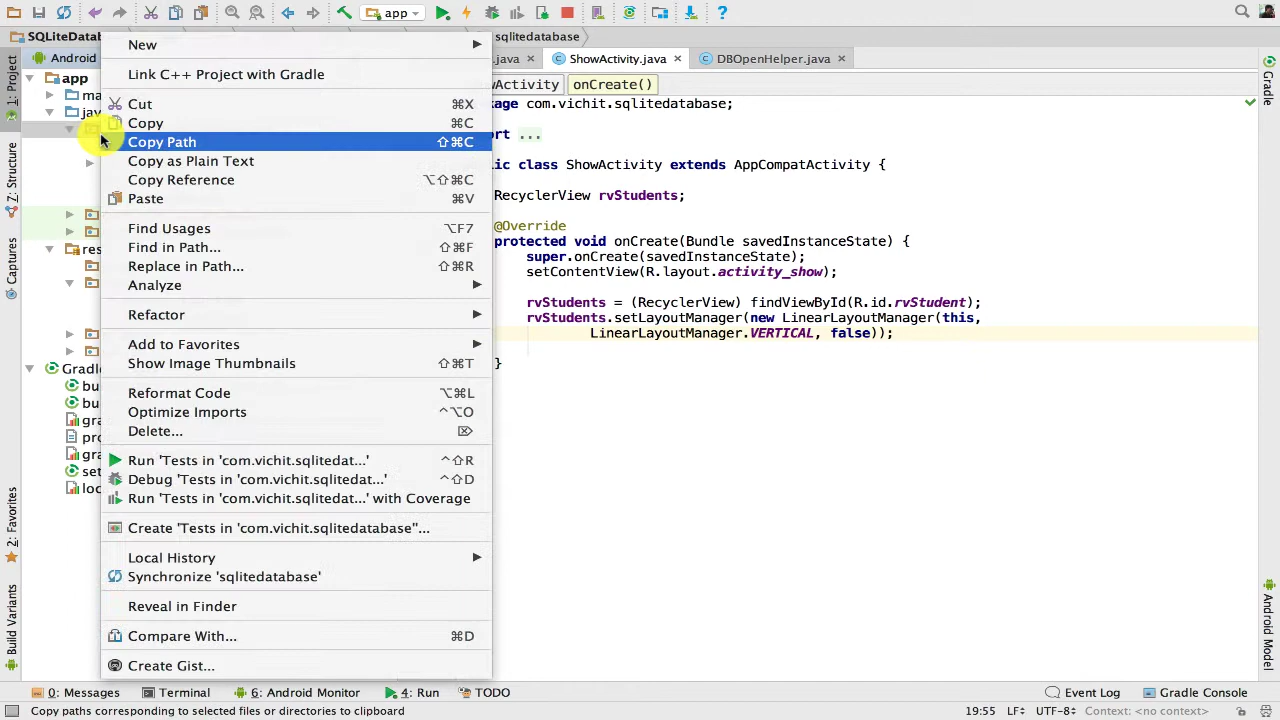 app
SQLiteDatab
sqlitedatabase
Android
.java
ShowActivity.java
DBOpenHelper.java
1: Project
Z: Structure
Captures
2: Favorites
Build Variants
app
ma
jav
res
Gradl
bu
bu
gra
pro
gra
set
loc
New
Link C++ Project with Gradle
Cut ⌘X
Copy ⌘C
Copy Path ⇧⌘C
Copy as Plain Text
Copy Reference ⌥⇧⌘C
Paste ⌘V
Find Usages ⌥F7
Find in Path... ⇧⌘F
Replace in Path... ⇧⌘R
Analyze
Refactor
Add to Favorites
Show Image Thumbnails ⇧⌘T
Reformat Code ⌥⌘L
Optimize Imports ^⌥O
Delete... ⌦
Run 'Tests in 'com.vichit.sqlitedat...' ^⇧R
Debug 'Tests in 'com.vichit.sqlitedat...' ^⇧D
Run 'Tests in 'com.vichit.sqlitedat...' with Coverage
Create 'Tests in 'com.vichit.sqlitedatabase''...
Local History
Synchronize 'sqlitedatabase'
Reveal in Finder
Compare With... ⌘D
Create Gist...
wActivity
onCreate()
kage com.vichit.sqlitedatabase;
ort ...
lic class ShowActivity extends AppCompatActivity {
RecyclerView rvStudents;
@Override
protected void onCreate(Bundle savedInstanceState) {
super.onCreate(savedInstanceState);
setContentView(R.layout.activity_show);
rvStudents = (RecyclerView) findViewById(R.id.rvStudent);
rvStudents.setLayoutManager(new LinearLayoutManager(this,
LinearLayoutManager.VERTICAL, false));
}
Gradle
Android Model
0: Messages
Terminal
6: Android Monitor
4: Run
TODO
Event Log
Gradle Console
Copy paths corresponding to selected files or directories to clipboard
19:55
LF÷
UTF-8÷
Context: <no context>